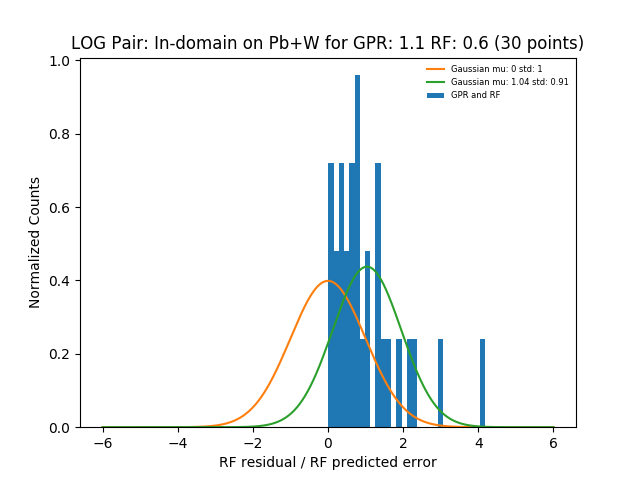 LOG Pair: In-domain on Pb+W for GPR: 1.1 RF: 0.6 (30 points)
Gaussian mu: 0 std: 1
Gaussian mu: 1.04 std: 0.91
GPR and RF
Normalized Counts
1.0
0.8
0.6
0.4
0.2
0.0
−6 −4 −2 0 2 4 6
RF residual / RF predicted error